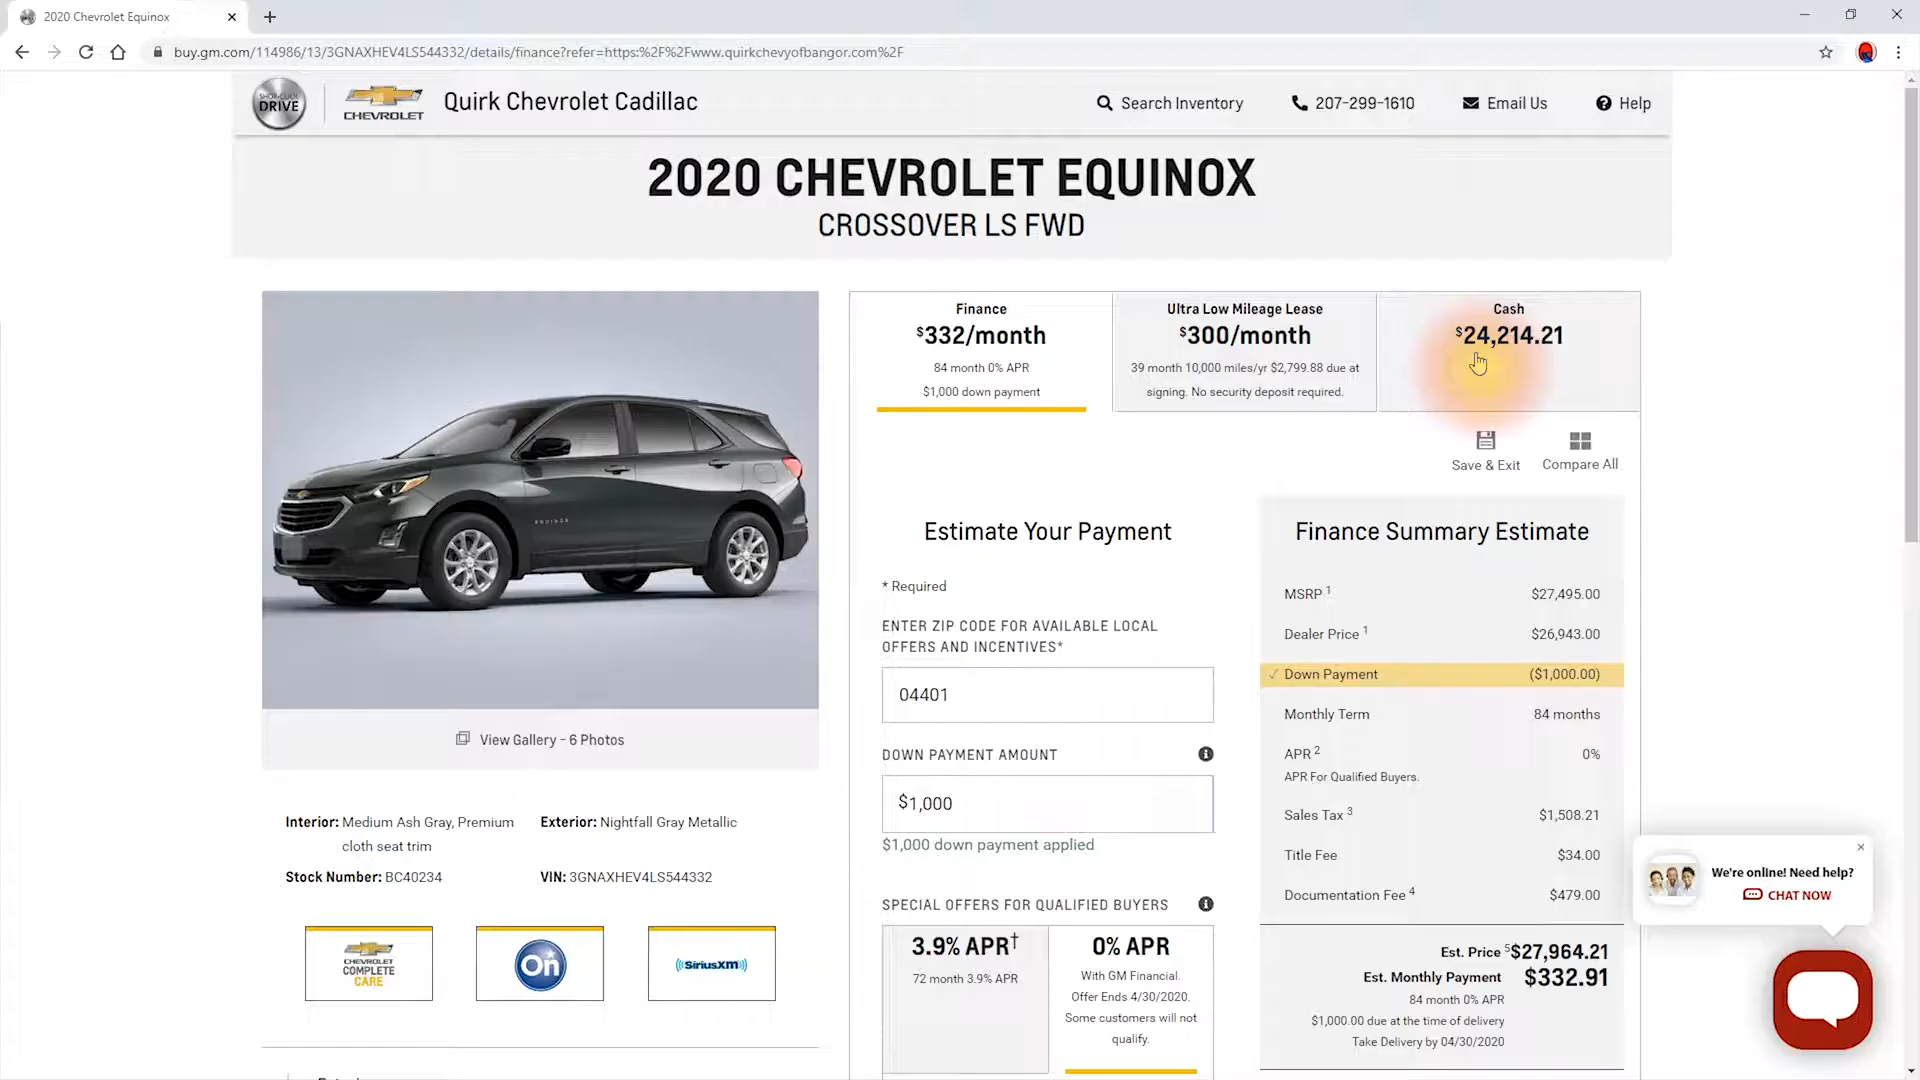 2020 Chevrolet Equinox
buy.gm.com/114986/13/3GNAXHEV4LS544332/details/finance?refer=https:%2F%2Fwww.quirkchevyofbangor.com%2F
SHOP·CLICK
DRIVE
CHEVROLET
Quirk Chevrolet Cadillac
Search Inventory
207-299-1610
Email Us
Help
2020 CHEVROLET EQUINOX
CROSSOVER LS FWD
Finance
$332/month
84 month 0% APR
$1,000 down payment
Ultra Low Mileage Lease
$300/month
39 month 10,000 miles/yr $2,799.88 due at
signing. No security deposit required.
Cash
$24,214.21
Save & Exit
Compare All
EQUINOX
View Gallery - 6 Photos
Interior: Medium Ash Gray, Premium
cloth seat trim
Exterior: Nightfall Gray Metallic
Stock Number: BC40234
VIN: 3GNAXHEV4LS544332
CHEVROLET
COMPLETE
CARE
On
((SiriusXM))
Estimate Your Payment
* Required
ENTER ZIP CODE FOR AVAILABLE LOCAL
OFFERS AND INCENTIVES*
04401
DOWN PAYMENT AMOUNT
$1,000
$1,000 down payment applied
SPECIAL OFFERS FOR QUALIFIED BUYERS
3.9% APR†
72 month 3.9% APR
0% APR
With GM Financial.
Offer Ends 4/30/2020.
Some customers will not
qualify.
Finance Summary Estimate
MSRP 1 $27,495.00
Dealer Price 1 $26,943.00
✓ Down Payment ($1,000.00)
Monthly Term 84 months
APR 2 0%
APR For Qualified Buyers.
Sales Tax 3 $1,508.21
Title Fee $34.00
Documentation Fee 4 $479.00
Est. Price 5 $27,964.21
Est. Monthly Payment $332.91
84 month 0% APR
$1,000.00 due at the time of delivery
Take Delivery by 04/30/2020
We're online! Need help?
CHAT NOW